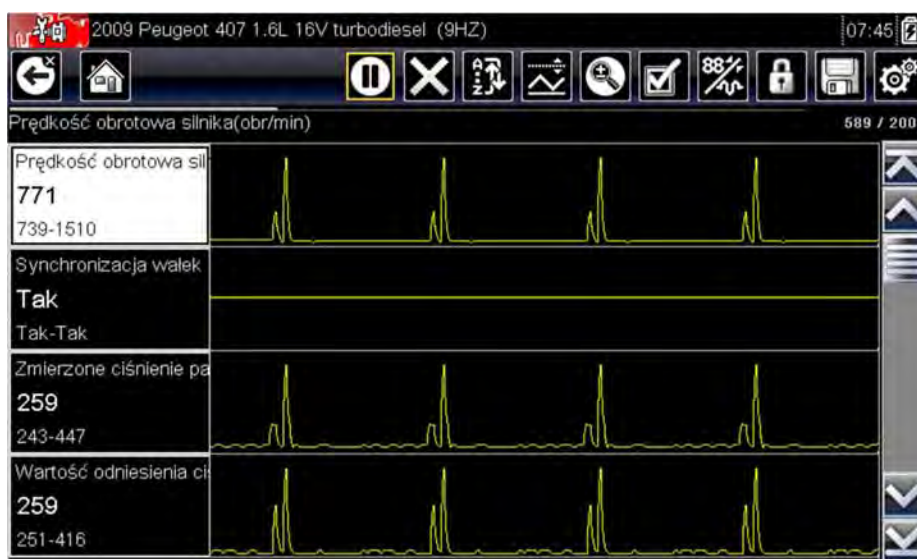 2009 Peugeot 407 1.6L 16V turbodiesel (9HZ) 07:45
Prędkość obrotowa silnika(obr/min) 589 / 200
Prędkość obrotowa sil
771
739-1510
Synchronizacja wałek
Tak
Tak-Tak
Zmierzone ciśnienie pa
259
243-447
Wartość odniesienia ciś
259
251-416